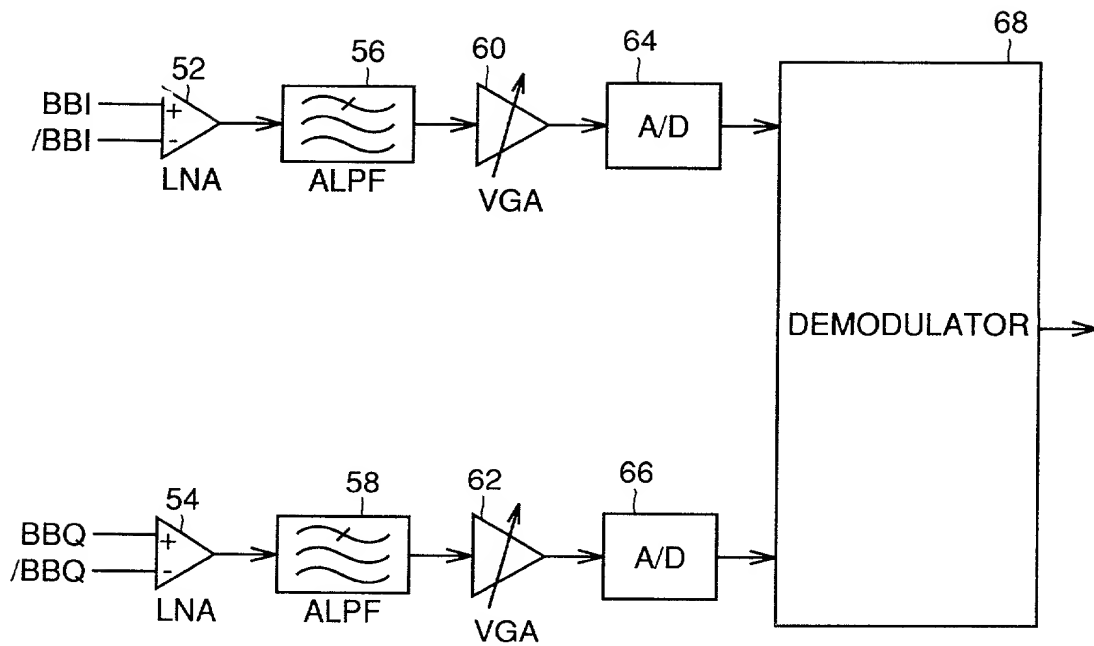 68
52
56
60
64
BBI
/BBI
+
-
A/D
LNA
ALPF
VGA
DEMODULATOR
54
58
62
66
BBQ
/BBQ
+
-
A/D
LNA
ALPF
VGA